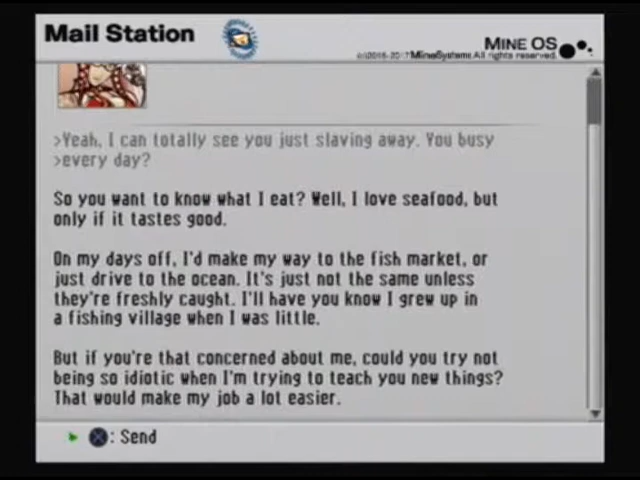 Mail Station
MINE OS
MineSystems.All rights reserved.
>Yeah, I can totally see you just slaving away. You busy
>every day?
So you want to know what I eat? Well, I love seafood, but
only if it tastes good.
On my days off, I'd make my way to the fish market, or
just drive to the ocean. It's just not the same unless
they're freshly caught. I'll have you know I grew up in
a fishing village when I was little.
But if you're that concerned about me, could you try not
being so idiotic when I'm trying to teach you new things?
That would make my job a lot easier.
: Send